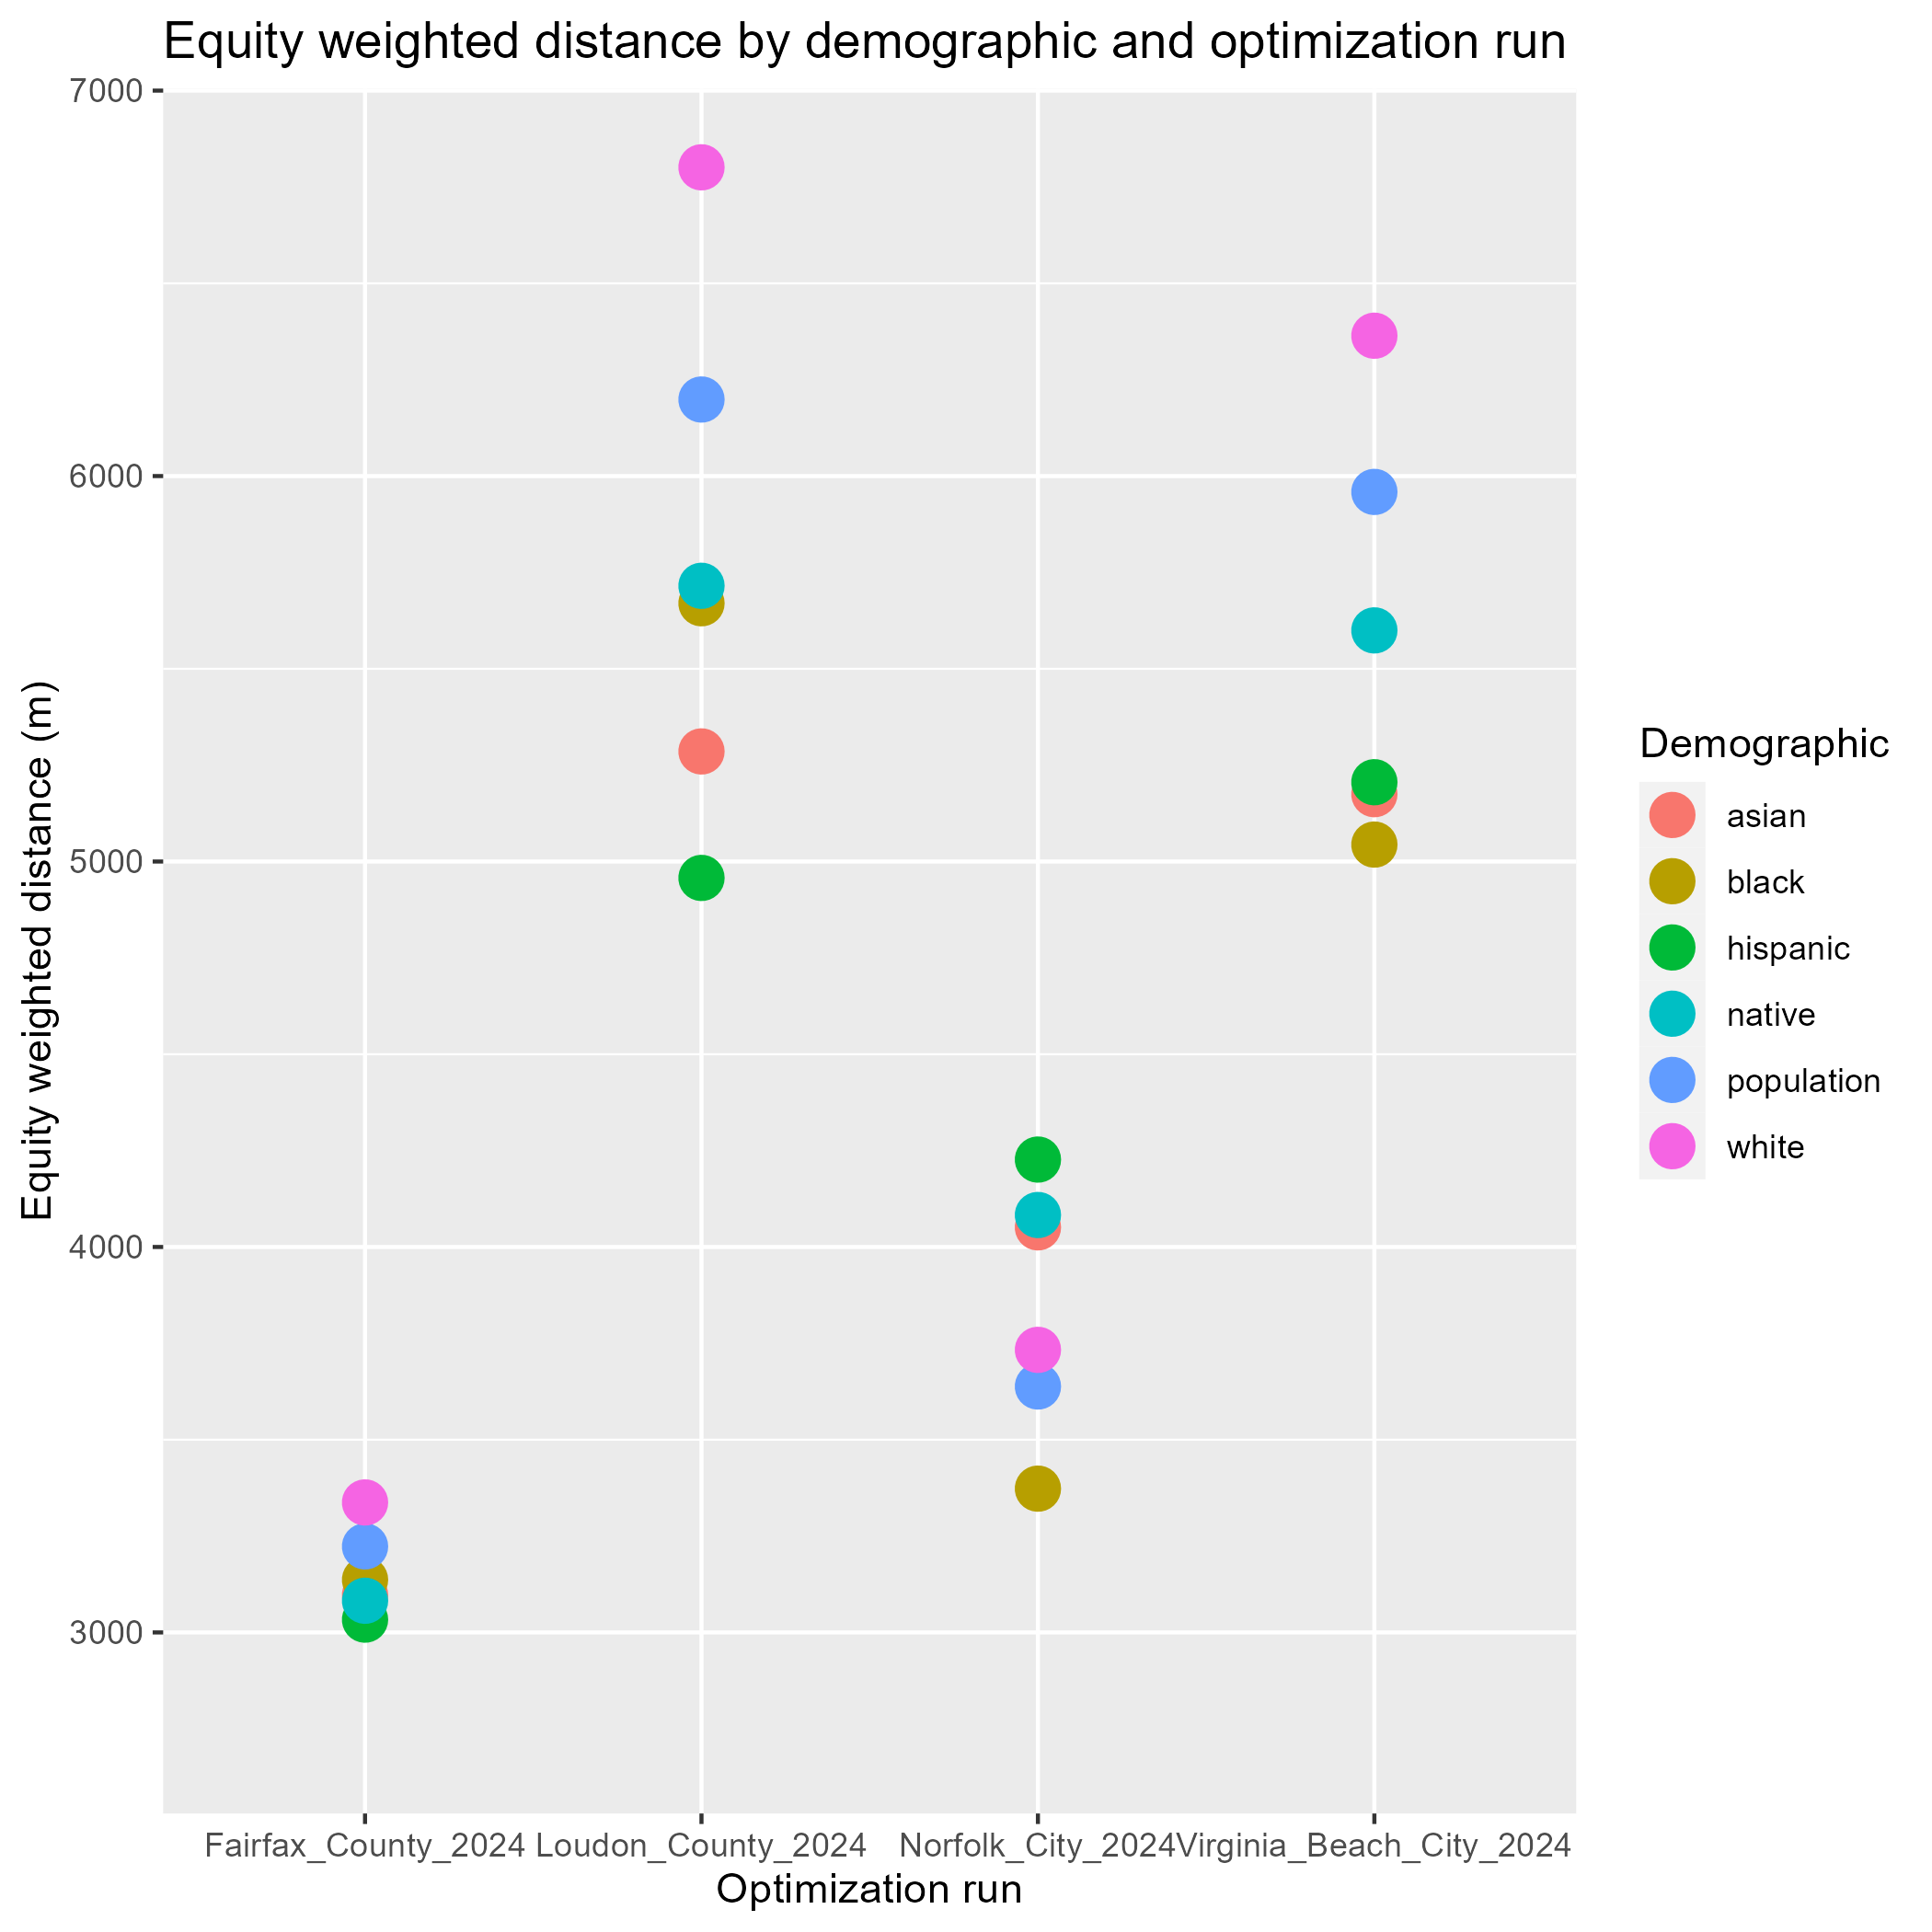 Equity weighted distance by demographic and optimization run
Equity weighted distance (m)
7000
6000
5000
4000
3000
Fairfax_County_2024 Loudon_County_2024 Norfolk_City_2024 Virginia_Beach_City_2024
Optimization run
Demographic
asian
black
hispanic
native
population
white